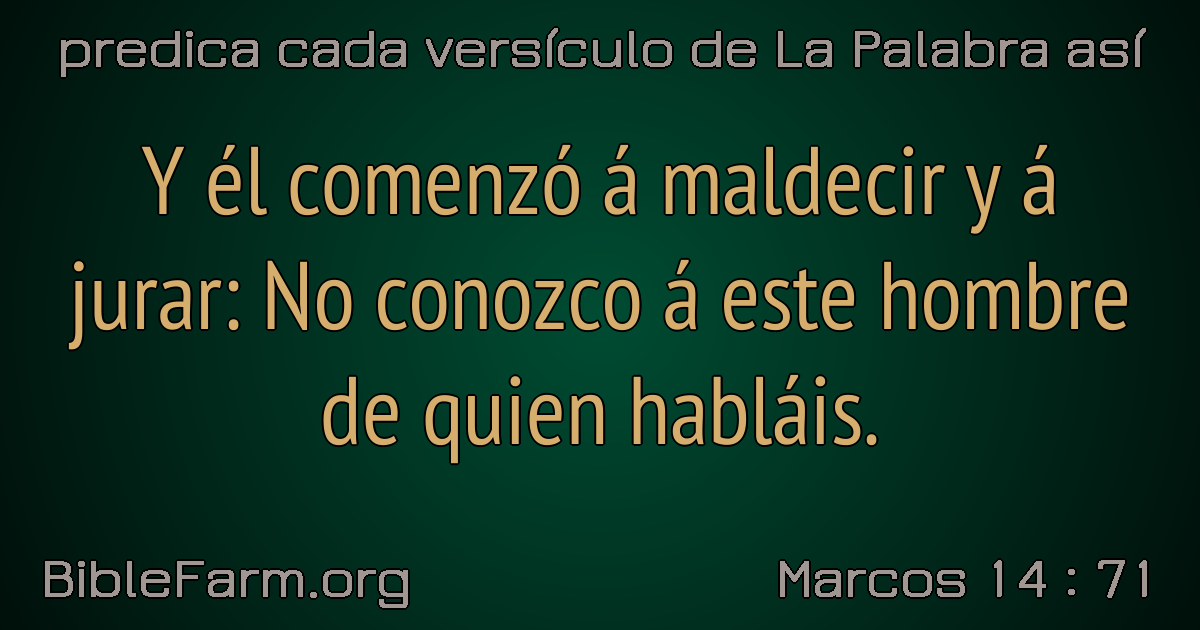 predica cada versículo de La Palabra así
Y él comenzó á maldecir y á
jurar: No conozco á este hombre
de quien habláis.
BibleFarm.org
Marcos 14 : 71